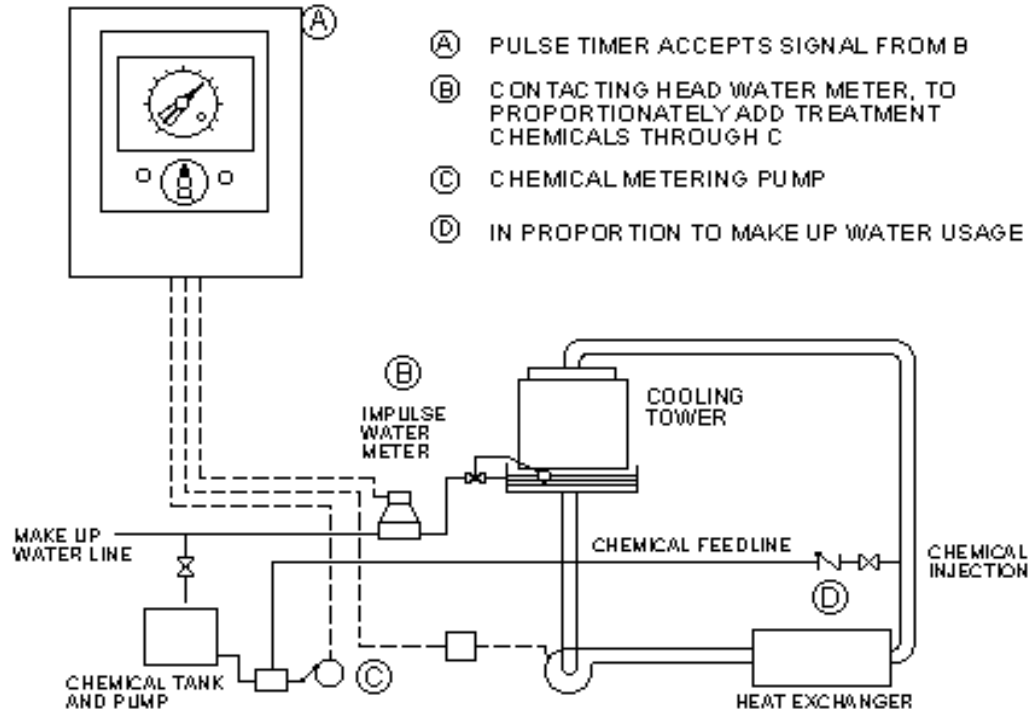 A
A PULSE TIMER ACCEPTS SIGNAL FROM B
B CONTACTING HEAD WATER METER, TO
PROPORTIONATELY ADD TREATMENT
CHEMICALS THROUGH C
C CHEMICAL METERING PUMP
D IN PROPORTION TO MAKE UP WATER USAGE
B
IMPULSE
WATER
METER
COOLING
TOWER
MAKE UP
WATER LINE
CHEMICAL FEEDLINE
CHEMICAL
INJECTION
D
C
CHEMICAL TANK
AND PUMP
HEAT EXCHANGER